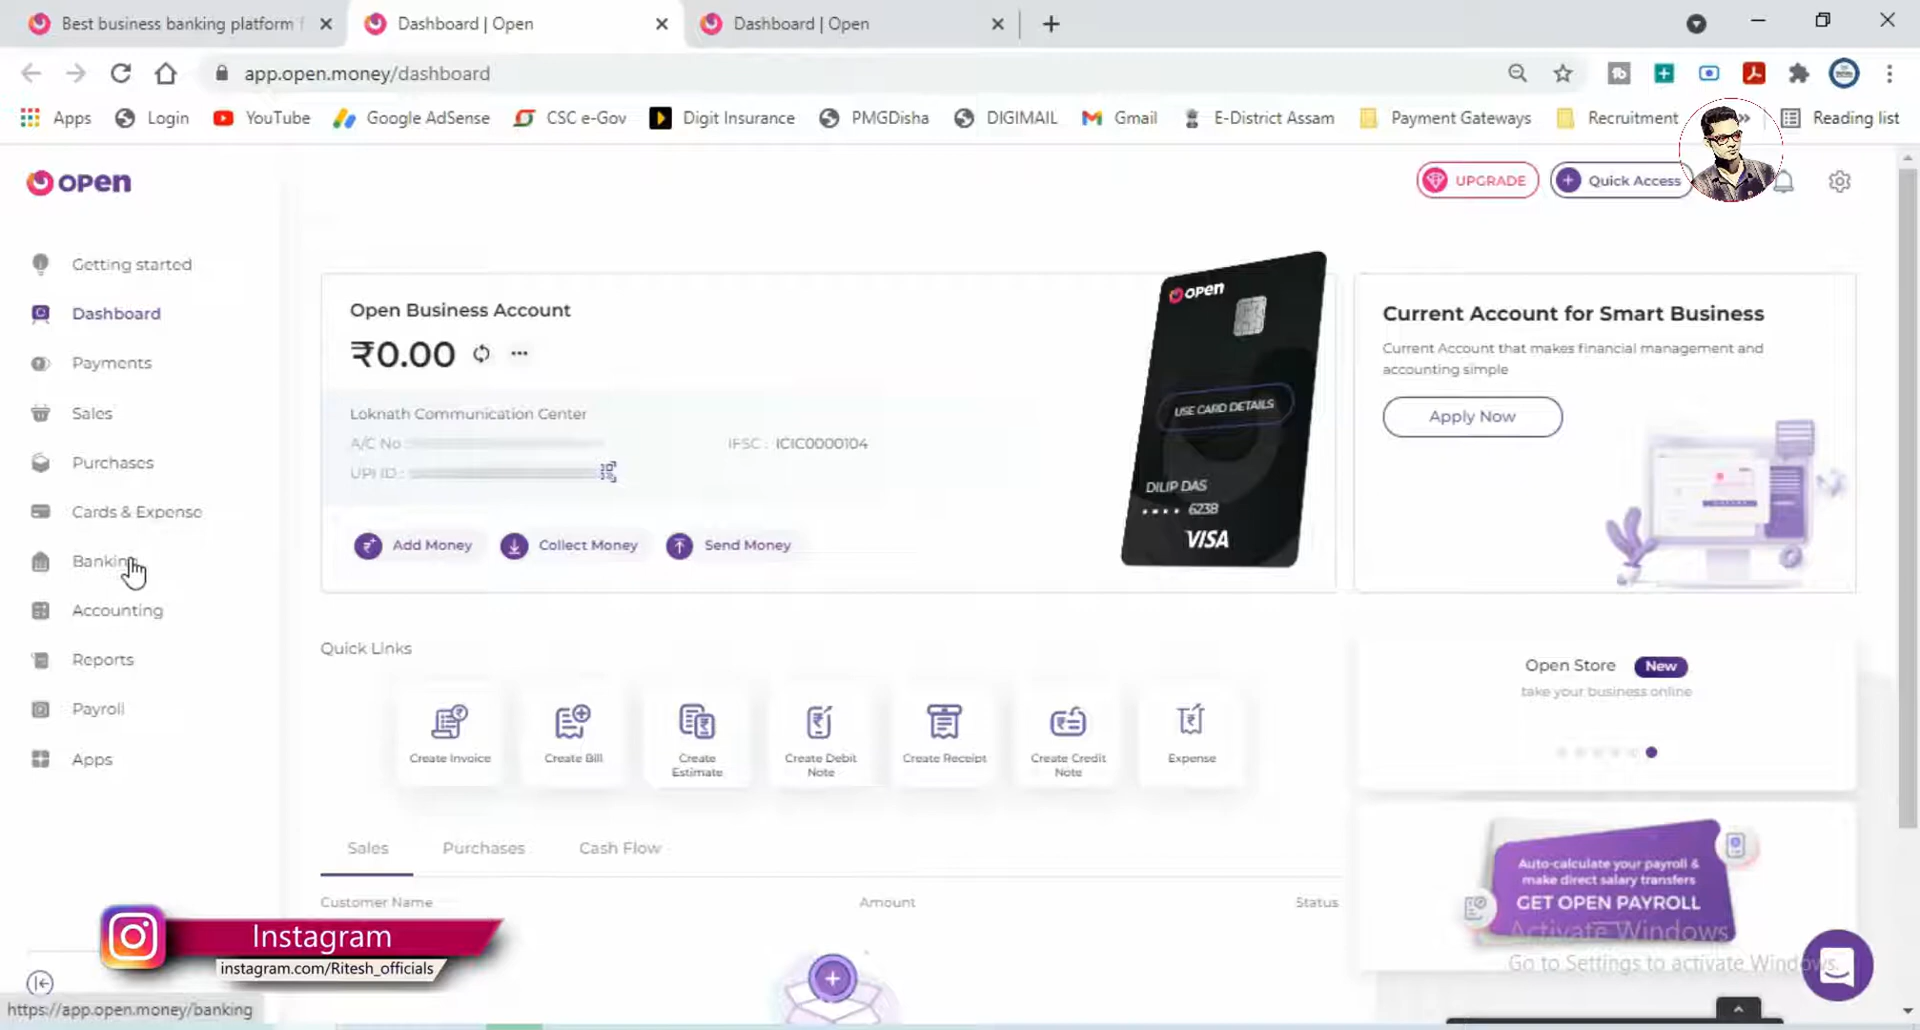 Best business banking platform f
Dashboard | Open
Dashboard | Open
app.open.money/dashboard
Apps
Login
YouTube
Google AdSense
CSC e-Gov
Digit Insurance
PMGDisha
DIGIMAIL
Gmail
E-District Assam
Payment Gateways
Recruitment
»
Reading list
OPEN
UPGRADE
Quick Access
Getting started
Dashboard
Payments
Sales
Purchases
Cards & Expense
Banking
Accounting
Reports
Payroll
Apps
Open Business Account
₹0.00
Loknath Communication Center
A/C No
IFSC : ICIC0000104
UPI ID :
Add Money
Collect Money
Send Money
OPEN
USE CARD DETAILS
DILIP DAS
•••• 6238
VISA
Current Account for Smart Business
Current Account that makes financial management and
accounting simple
Apply Now
Quick Links
Create Invoice
Create Bill
Create
Estimate
Create Debit
Note
Create Receipt
Create Credit
Note
Expense
Open Store
New
take your business online
Sales
Purchases
Cash Flow
Customer Name
Amount
Status
Auto-calculate your payroll &
make direct salary transfers
GET OPEN PAYROLL
Activate Windows
Go to Settings to activate Windows.
Instagram
instagram.com/Ritesh_officials
https://app.open.money/banking